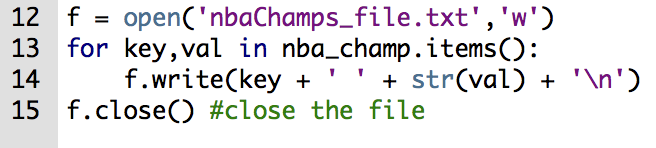 12 f = open('nbaChamps_file.txt','w')
13 for key,val in nba_champ.items():
14     f.write(key + ' ' + str(val) + '\n')
15 f.close() #close the file